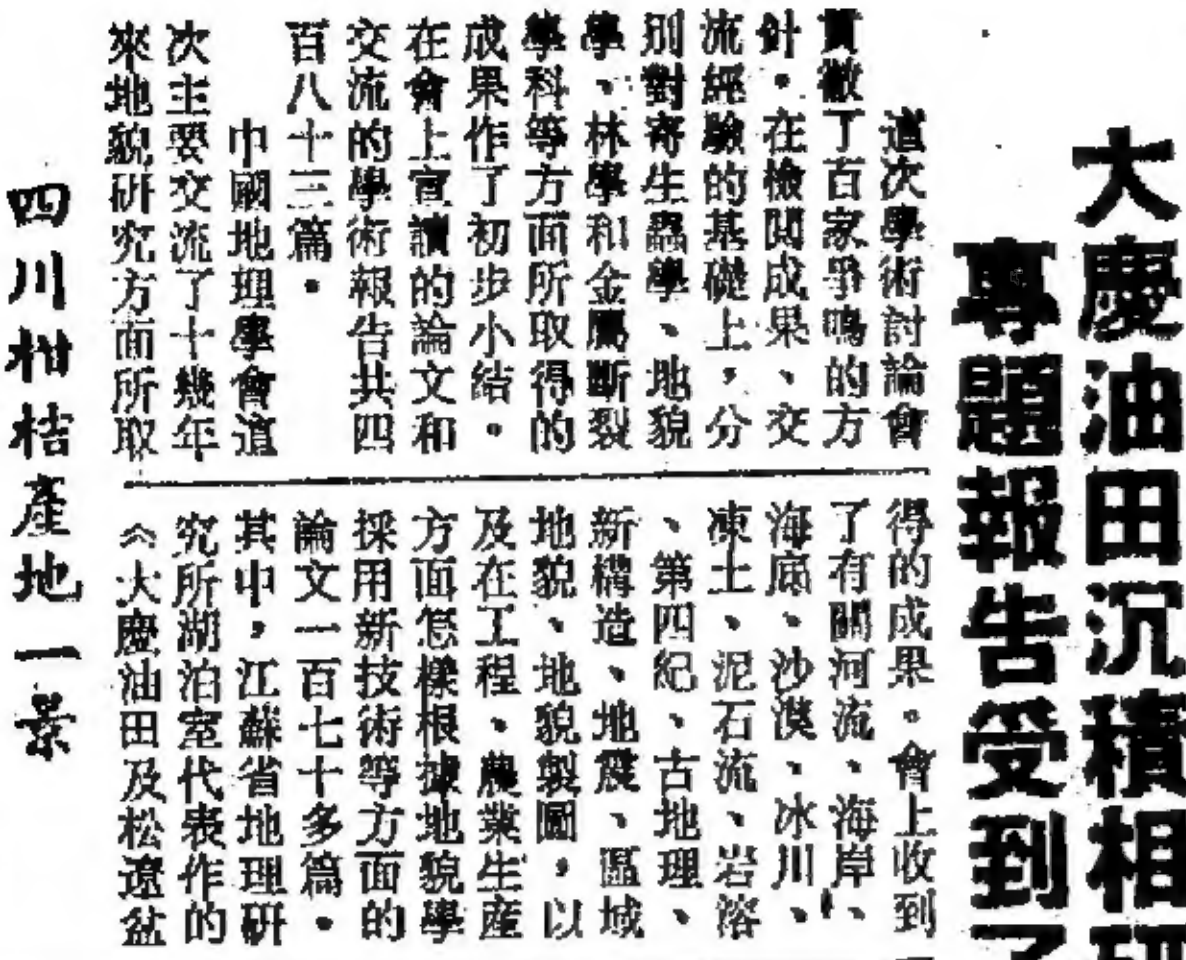 大慶油田沉積相研
專題報告受到了
這次學術討論會
貫徹了百家爭鳴的方
針。在檢閱成果、交
流經驗的基礎上，分
別對寄生蟲學、地貌
學、林學和金屬斷裂
學科等方面所取得的
成果作了初步小结。
在會上宣讀的論文和
交流的學術報告共四
百八十三篇。
中國地理學會這
次主要交流了十幾年
來地貌研究方面所取
得的成果。會上收到
了有關河流、海岸、
海底、沙漠、冰川、
凍土、泥石流、岩溶
、第四紀、古地理、
新構造、地震、區域
地貌、地貌製圖，以
及在工程、農業生產
方面怎樣根據地貌學
採用新技術等方面的
論文一百七十多篇。
其中，江蘇省地理研
究所湖泊室代表作的
《大慶油田及松遼盆
四川柑桔產地一景